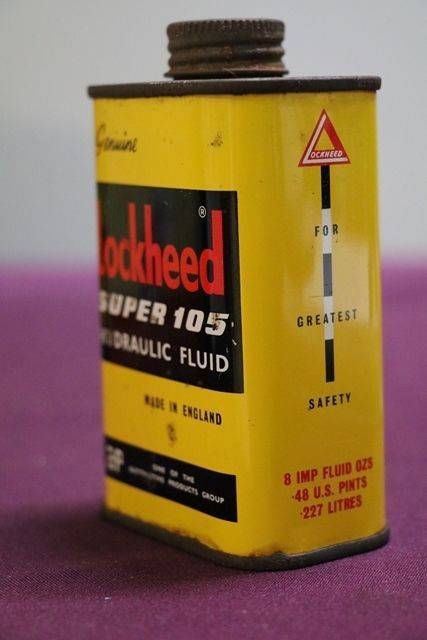 Genuine
Lockheed®
SUPER 105
HYDRAULIC FLUID
MADE IN ENGLAND
ONE OF THE
AUTOMOTIVE PRODUCTS GROUP
LOCKHEED
FOR
GREATEST
SAFETY
8 IMP FLUID OZS
·48 U.S. PINTS
·227 LITRES